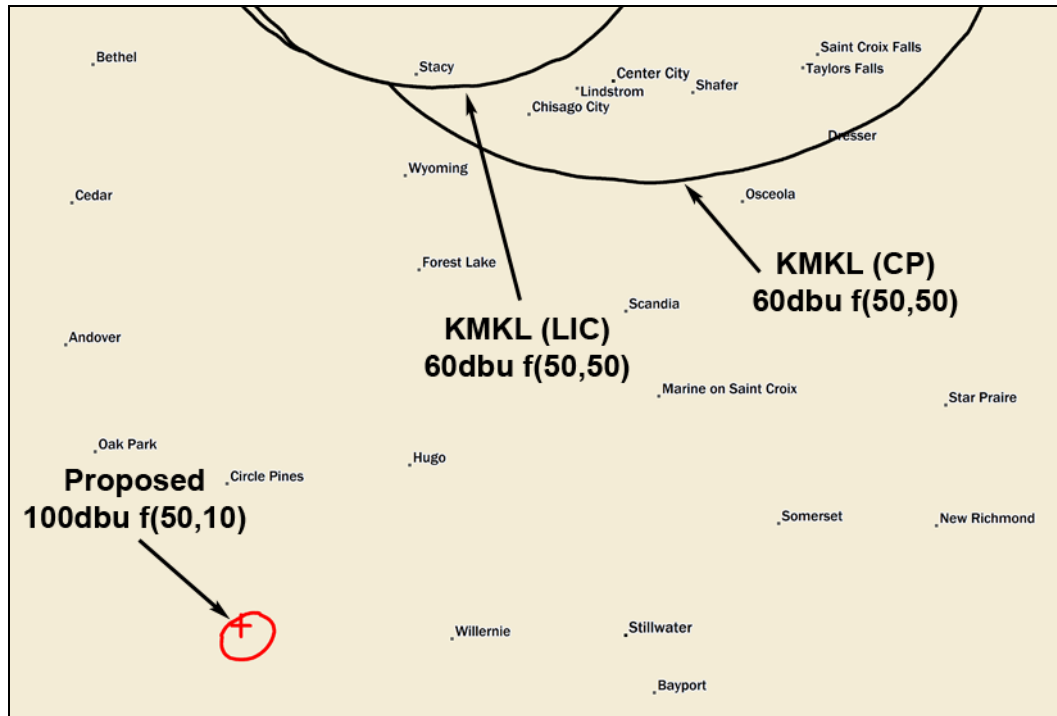 Bethel
Saint Croix Falls
Taylors Falls
Stacy
Center City
Lindstrom
Shafer
Chisago City
Dresser
Wyoming
Cedar
Osceola
Forest Lake
KMKL (CP)
60dbu f(50,50)
Scandia
KMKL (LIC)
60dbu f(50,50)
Andover
Marine on Saint Croix
Star Praire
Oak Park
Hugo
Circle Pines
Proposed
100dbu f(50,10)
Somerset
New Richmond
Willernie
Stillwater
Bayport